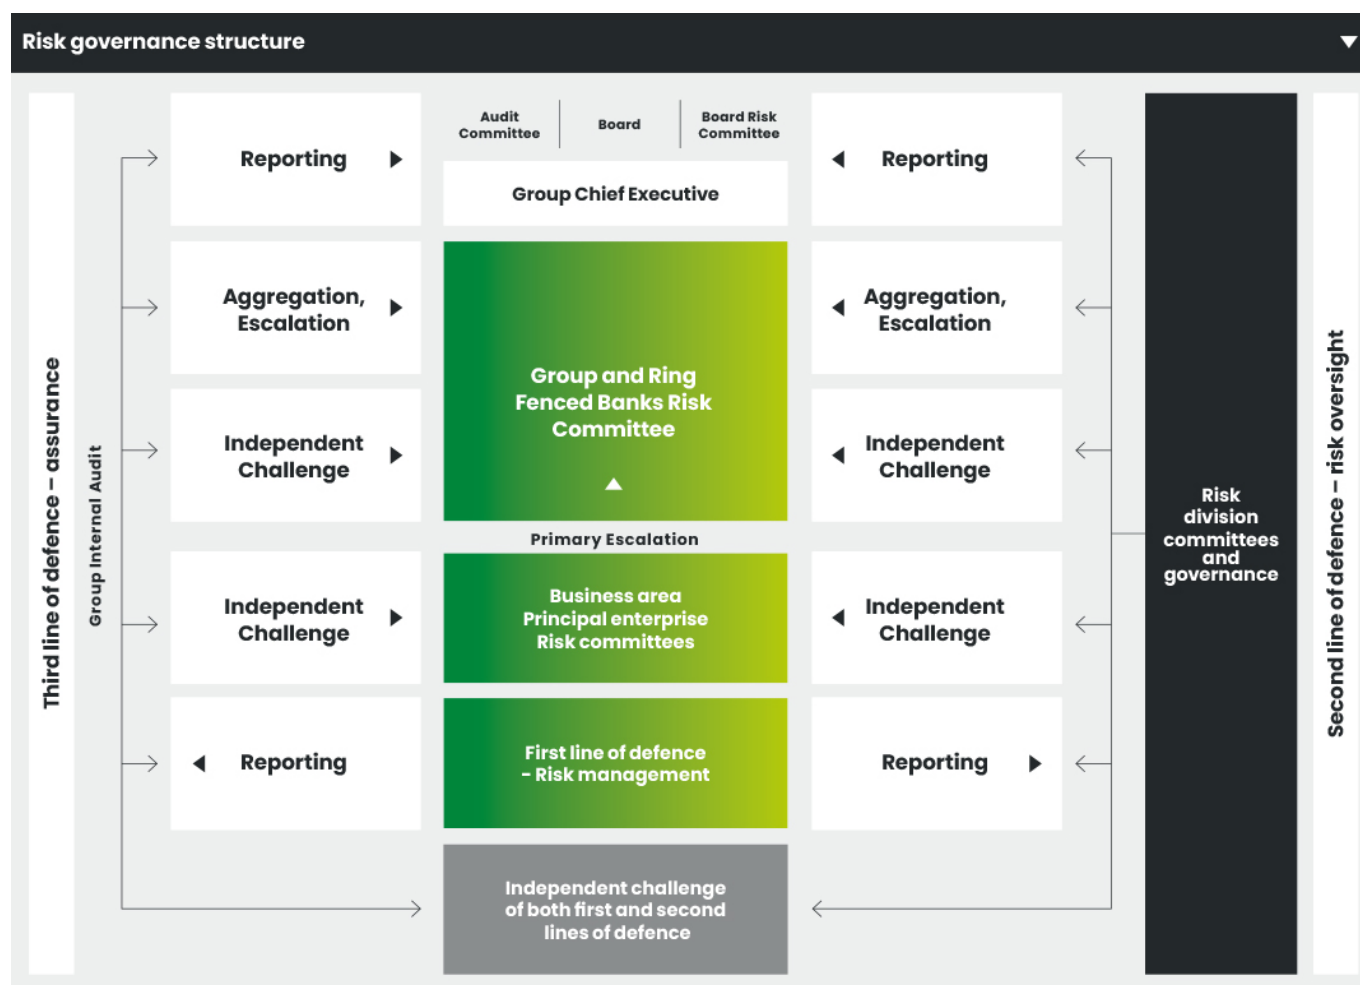 Risk governance structure
Third line of defence – assurance
Group Internal Audit
Reporting
Aggregation,
Escalation
Independent
Challenge
Independent
Challenge
Reporting
Audit
Committee
Board
Board Risk
Committee
Group Chief Executive
Group and Ring
Fenced Banks Risk
Committee
Primary Escalation
Business area
Principal enterprise
Risk committees
First line of defence
– Risk management
Independent challenge
of both first and second
lines of defence
Reporting
Aggregation,
Escalation
Independent
Challenge
Independent
Challenge
Reporting
Risk
division
committees
and
governance
Second line of defence – risk oversight